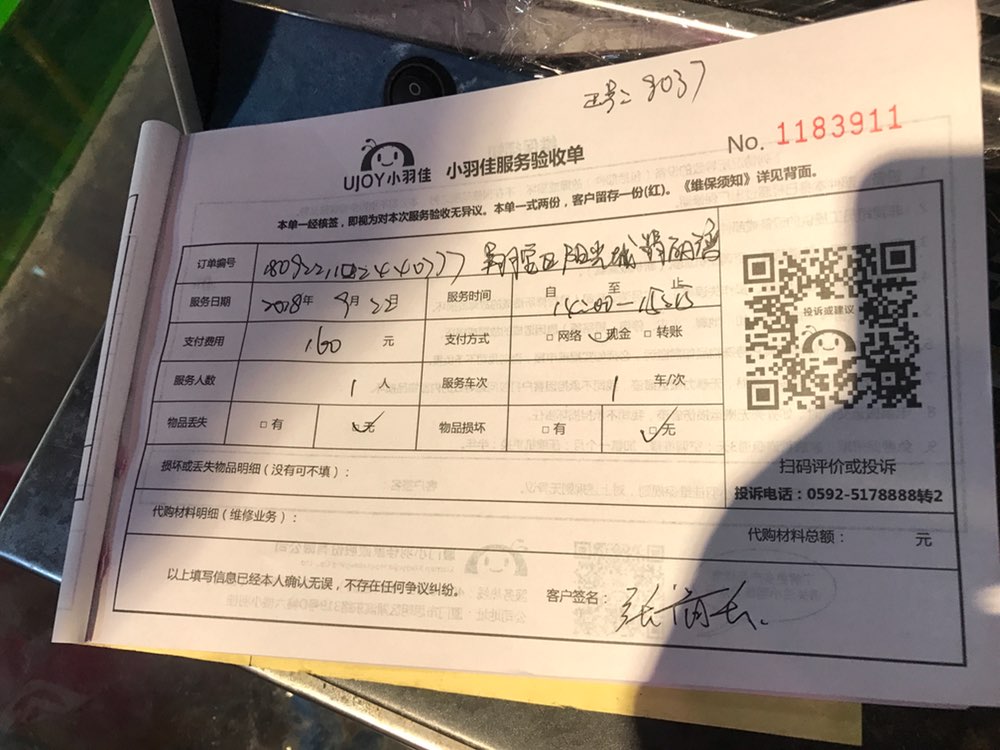 工号：8037
UJOY小羽佳 小羽佳服务验收单 No. 1183911
本单一经核签，即视为对本次服务验收无异议。本单一式两份，客户留存一份(红)。《维保须知》详见背面。
订单编号
服务日期 2018年 9月 22日 服务时间 自 至 止 14:00—
支付费用 160 元 支付方式 □网络 □现金 □转账
服务人数 1 人 服务车次 1 车/次
物品丢失 □有 □无 物品损坏 □有 □无
损坏或丢失物品明细（没有可不填）：
代购材料明细（维修业务）：
代购材料总额： 元
以上填写信息已经本人确认无误，不存在任何争议纠纷。 客户签名：
投诉或建议
扫码评价或投诉
投诉电话：0592-5178888转2